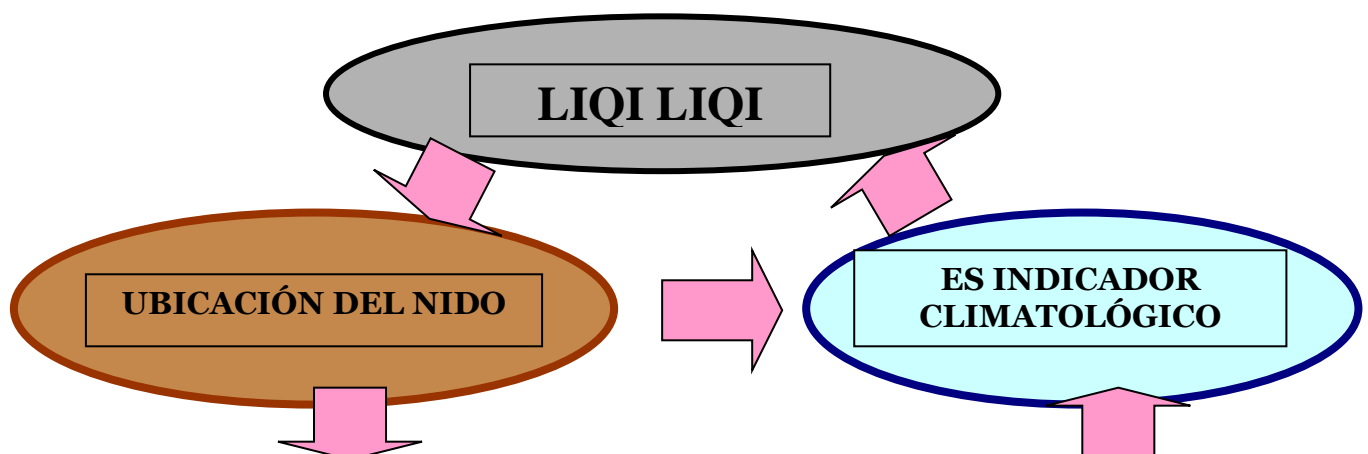 LIQI LIQI
UBICACIÓN DEL NIDO
ES INDICADOR
CLIMATOLÓGICO